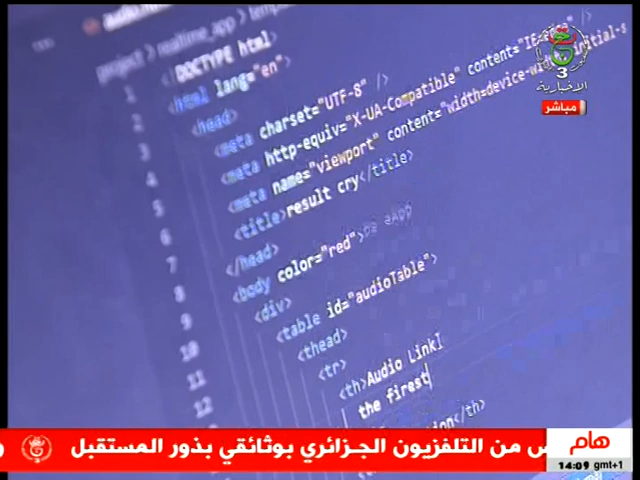 project > realtime_app >
<!DOCTYPE html>
3
الإخبارية
مباشر
1
<html lang="en">
2
<head>
3
<meta charset="UTF-8" />
4
<meta http-equiv="X-UA-Compatible" content="IE=edge" />
5
<meta name="viewport" content="width=device-width, initial-s
6
<title>result cry</title>
7
</head>
8
<body color="red">
9
<div>
10
<table id="audioTable">
11
<thead>
12
<tr>
<th>Audio Link
the firest
</th>
هام
من التلفزيون الجزائري بوثائقي بذور المستقبل
14:09 gmt+1